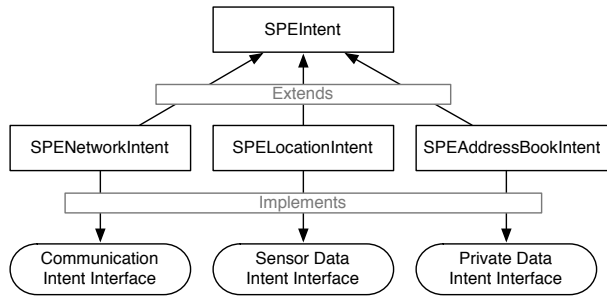 SPEIntent
Extends
SPENetworkIntent
SPELocationIntent
SPEAddressBookIntent
Implements
Communication
Intent Interface
Sensor Data
Intent Interface
Private Data
Intent Interface